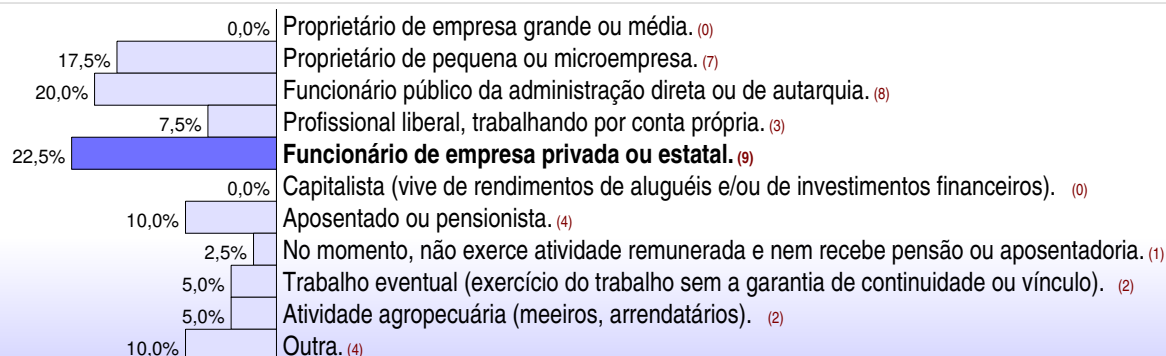 0,0% Proprietário de empresa grande ou média. (0)
17,5% Proprietário de pequena ou microempresa. (7)
20,0% Funcionário público da administração direta ou de autarquia. (8)
7,5% Profissional liberal, trabalhando por conta própria. (3)
22,5% Funcionário de empresa privada ou estatal. (9)
0,0% Capitalista (vive de rendimentos de aluguéis e/ou de investimentos financeiros). (0)
10,0% Aposentado ou pensionista. (4)
2,5% No momento, não exerce atividade remunerada e nem recebe pensão ou aposentadoria. (1)
5,0% Trabalho eventual (exercício do trabalho sem a garantia de continuidade ou vínculo). (2)
5,0% Atividade agropecuária (meeiros, arrendatários). (2)
10,0% Outra. (4)